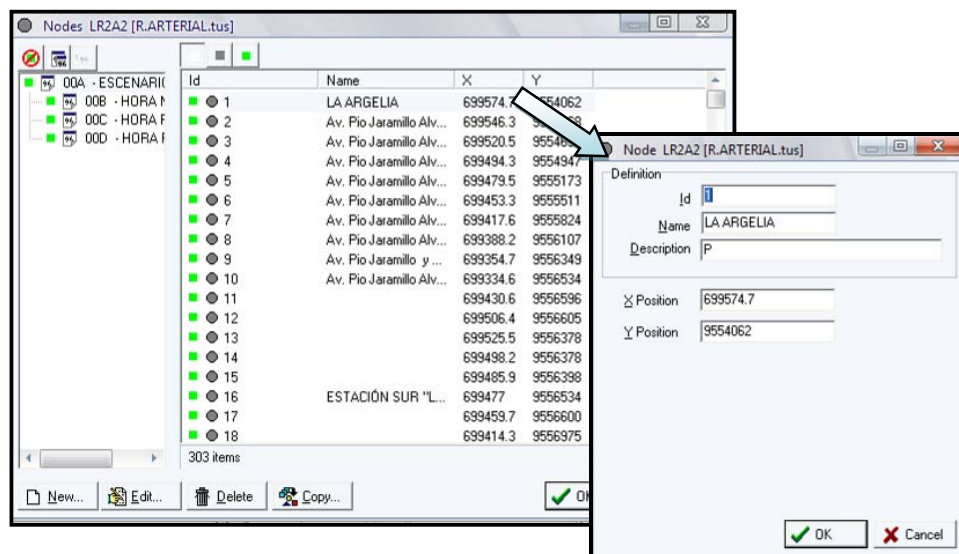 Nodes LR2A2 [R.ARTERIAL.tus]
00A - ESCENARI
00B - HORA
00C - HORA
00D - HORA
Id Name X Y
1 LA ARGELIA 699574.7 9554062
2 Av. Pio Jaramillo Alv... 699546.3
3 Av. Pio Jaramillo Alv... 699520.5
4 Av. Pio Jaramillo Alv... 699494.3 9554947
5 Av. Pio Jaramillo Alv... 699479.5 9555173
6 Av. Pio Jaramillo Alv... 699453.3 9555511
7 Av. Pio Jaramillo Alv... 699417.6 9555824
8 Av. Pio Jaramillo Alv... 699388.2 9556107
9 Av. Pio Jaramillo y ... 699354.7 9556349
10 Av. Pio Jaramillo Alv... 699334.6 9556534
11 699430.6 9556596
12 699506.4 9556605
13 699525.5 9556378
14 699498.2 9556378
15 699485.9 9556398
16 ESTACIÓN SUR "L... 699477 9556534
17 699459.7 9556600
18 699414.3 9556975
303 items
New... Edit... Delete Copy...
Node LR2A2 [R.ARTERIAL.tus]
Definition
Id 1
Name LA ARGELIA
Description P
X Position 699574.7
Y Position 9554062
OK Cancel